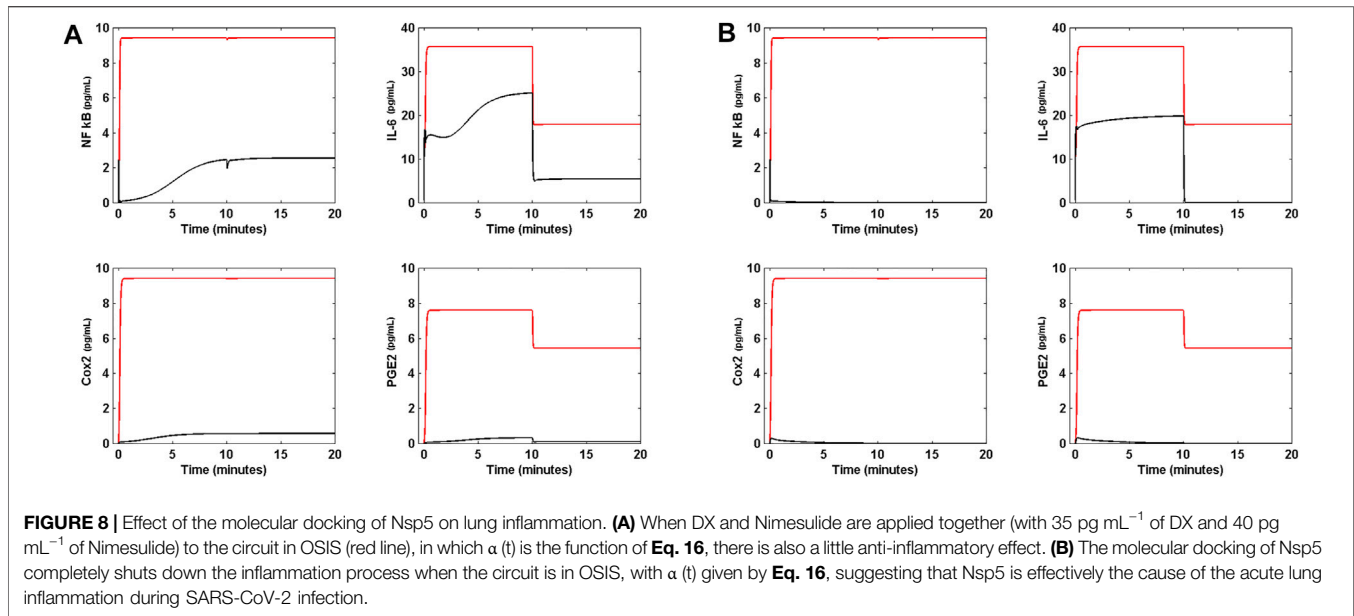 A
B
NF kB (pg/mL)
10
8
6
4
2
0
0 5 10 15 20
Time (minutes)
IL-6 (pg/mL)
40
30
20
10
0
0 5 10 15 20
Time (minutes)
NF kB (pg/mL)
10
8
6
4
2
0
0 5 10 15 20
Time (minutes)
IL-6 (pg/mL)
40
30
20
10
0
0 5 10 15 20
Time (minutes)
Cox2 (pg/mL)
10
8
6
4
2
0
0 5 10 15 20
Time (minutes)
PGE2 (pg/mL)
10
8
6
4
2
0
0 5 10 15 20
Time (minutes)
Cox2 (pg/mL)
10
8
6
4
2
0
0 5 10 15 20
Time (minutes)
PGE2 (pg/mL)
10
8
6
4
2
0
0 5 10 15 20
Time (minutes)
FIGURE 8 | Effect of the molecular docking of Nsp5 on lung inflammation. (A) When DX and Nimesulide are applied together (with 35 pg mL⁻¹ of DX and 40 pg
mL⁻¹ of Nimesulide) to the circuit in OSIS (red line), in which α (t) is the function of Eq. 16, there is also a little anti-inflammatory effect. (B) The molecular docking of Nsp5
completely shuts down the inflammation process when the circuit is in OSIS, with α (t) given by Eq. 16, suggesting that Nsp5 is effectively the cause of the acute lung
inflammation during SARS-CoV-2 infection.